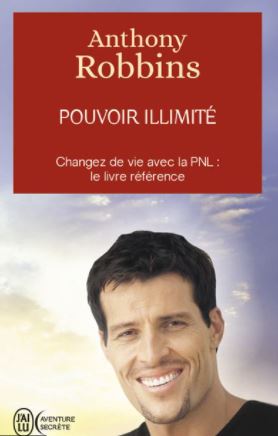 Anthony
Robbins
POUVOIR ILLIMITÉ
Changez de vie avec la PNL :
le livre référence
J'AI
LU
AVENTURE
SECRÈTE